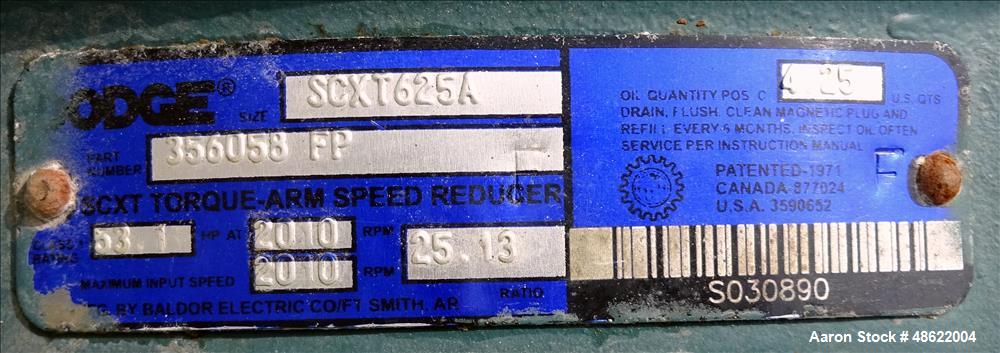 ODGE®
SIZE SCXT625A
PART NUMBER 356058 FP
SCXT TORQUE-ARM SPEED REDUCER
CLASS I RATING 53.1 HP AT 2010 RPM 25.13 RATIO
MAXIMUM INPUT SPEED 2010 RPM
MFG. BY BALDOR ELECTRIC CO/FT SMITH, AR
OIL QUANTITY POS C 4.25 U.S. QTS
DRAIN, FLUSH, CLEAN MAGNETIC PLUG AND
REFILL EVERY 6 MONTHS, INSPECT OIL OFTEN
SERVICE PER INSTRUCTION MANUAL
PATENTED-1971
CANADA-877024
U.S.A. 3590652
F
S030890
Aaron Stock # 48622004